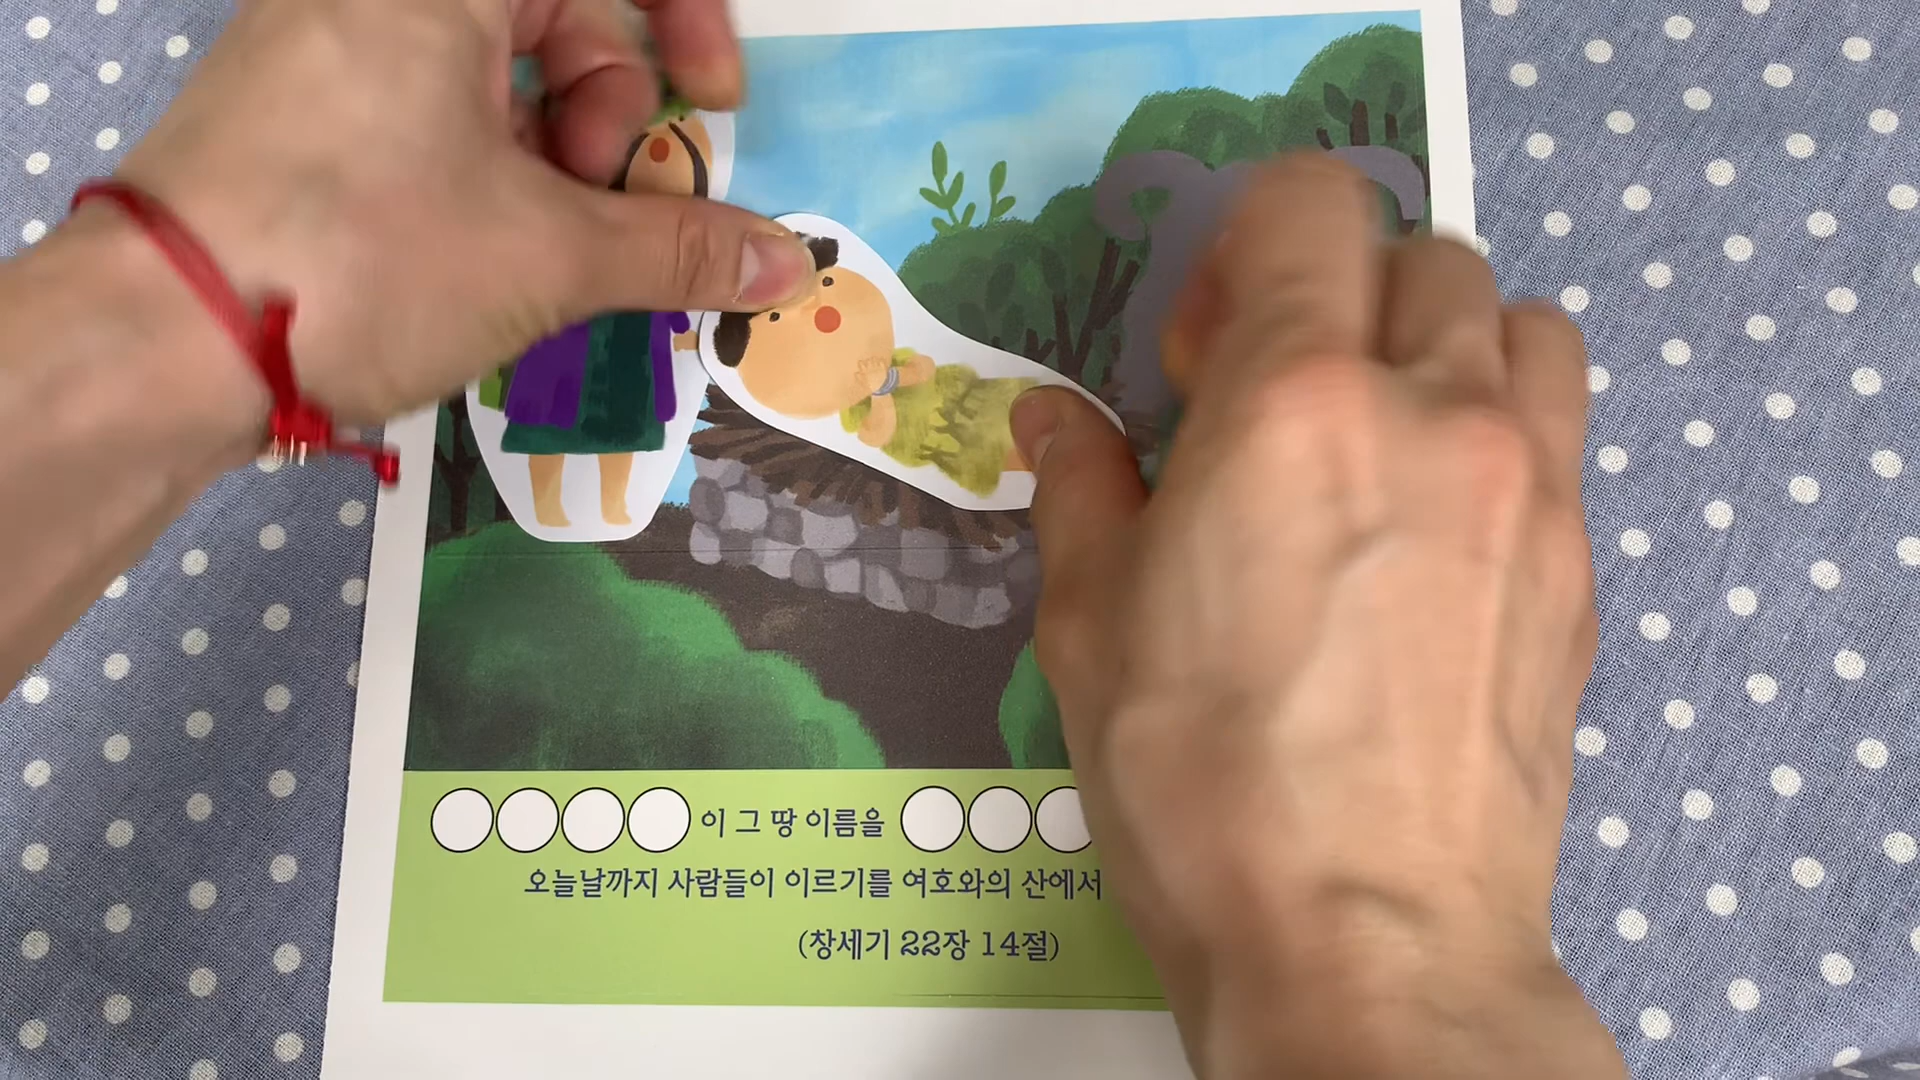 이 그 땅 이름을
오늘날까지 사람들이 이르기를 여호와의 산에서
(창세기 22장 14절)